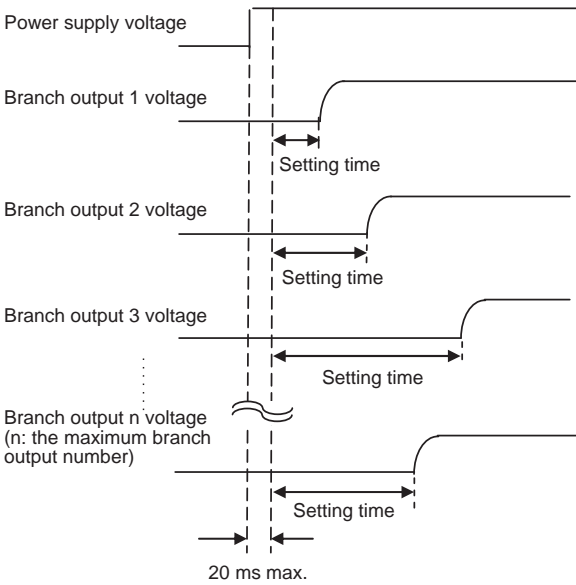 Power supply voltage
Branch output 1 voltage
Setting time
Branch output 2 voltage
Setting time
Branch output 3 voltage
Setting time
Branch output n voltage
(n: the maximum branch
output number)
Setting time
20 ms max.